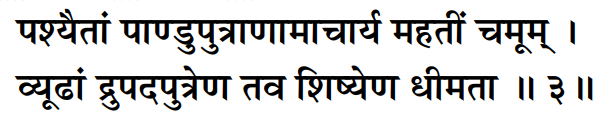 पश्यैतां पाण्डुपुत्राणामाचार्य महतीं चमूम् ।
व्यूढां द्रुपदपुत्रेण तव शिष्येण धीमता ॥ ३॥